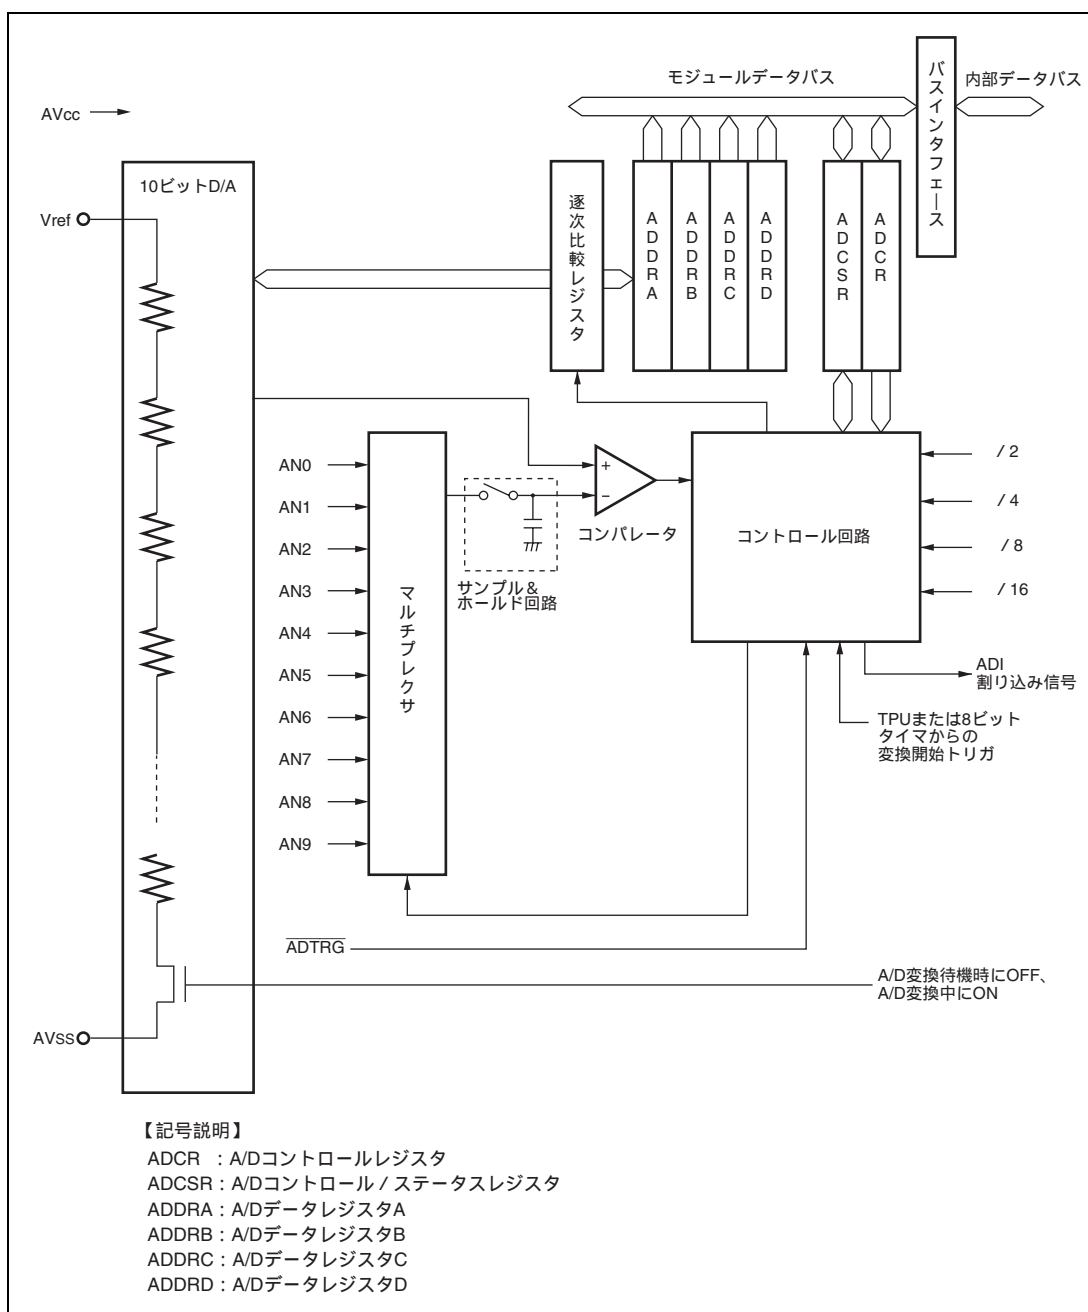 モジュールデータバス
バスインタフェース
内部データバス
AVcc
10ビットD/A
Vref
逐次比較レジスタ
ADDRA
ADDRB
ADDRC
ADDRD
ADCSR
ADCR
AN0
AN1
AN2
AN3
AN4
AN5
AN6
AN7
AN8
AN9
マルチプレクサ
サンプル&
ホールド回路
+
−
コンパレータ
コントロール回路
/ 2
/ 4
/ 8
/ 16
ADI
割り込み信号
TPUまたは8ビット
タイマからの
変換開始トリガ
ADTRG
A/D変換待機時にOFF、
A/D変換中にON
AVSS
【記号説明】
ADCR : A/Dコントロールレジスタ
ADCSR : A/Dコントロール / ステータスレジスタ
ADDRA : A/DデータレジスタA
ADDRB : A/DデータレジスタB
ADDRC : A/DデータレジスタC
ADDRD : A/DデータレジスタD